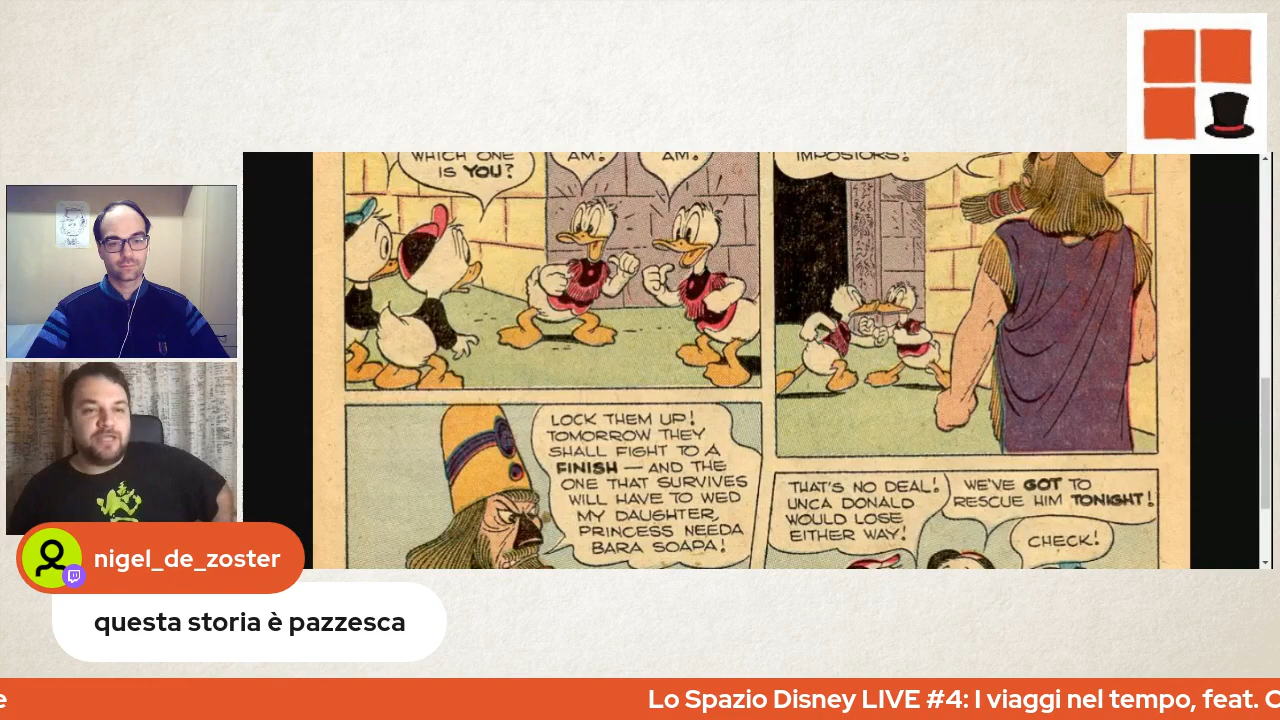 WHICH ONE
IS YOU?
AM!
AM.
IMPOSTORS!
LOCK THEM UP!
TOMORROW THEY
SHALL FIGHT TO A
FINISH — AND THE
ONE THAT SURVIVES
WILL HAVE TO WED
MY DAUGHTER,
PRINCESS NEEDA
BARA SOAPA!
THAT'S NO DEAL!
UNCA DONALD
WOULD LOSE
EITHER WAY!
WE'VE GOT TO
RESCUE HIM TONIGHT!
CHECK!
nigel_de_zoster
questa storia è pazzesca
e
Lo Spazio Disney LIVE #4: I viaggi nel tempo, feat.